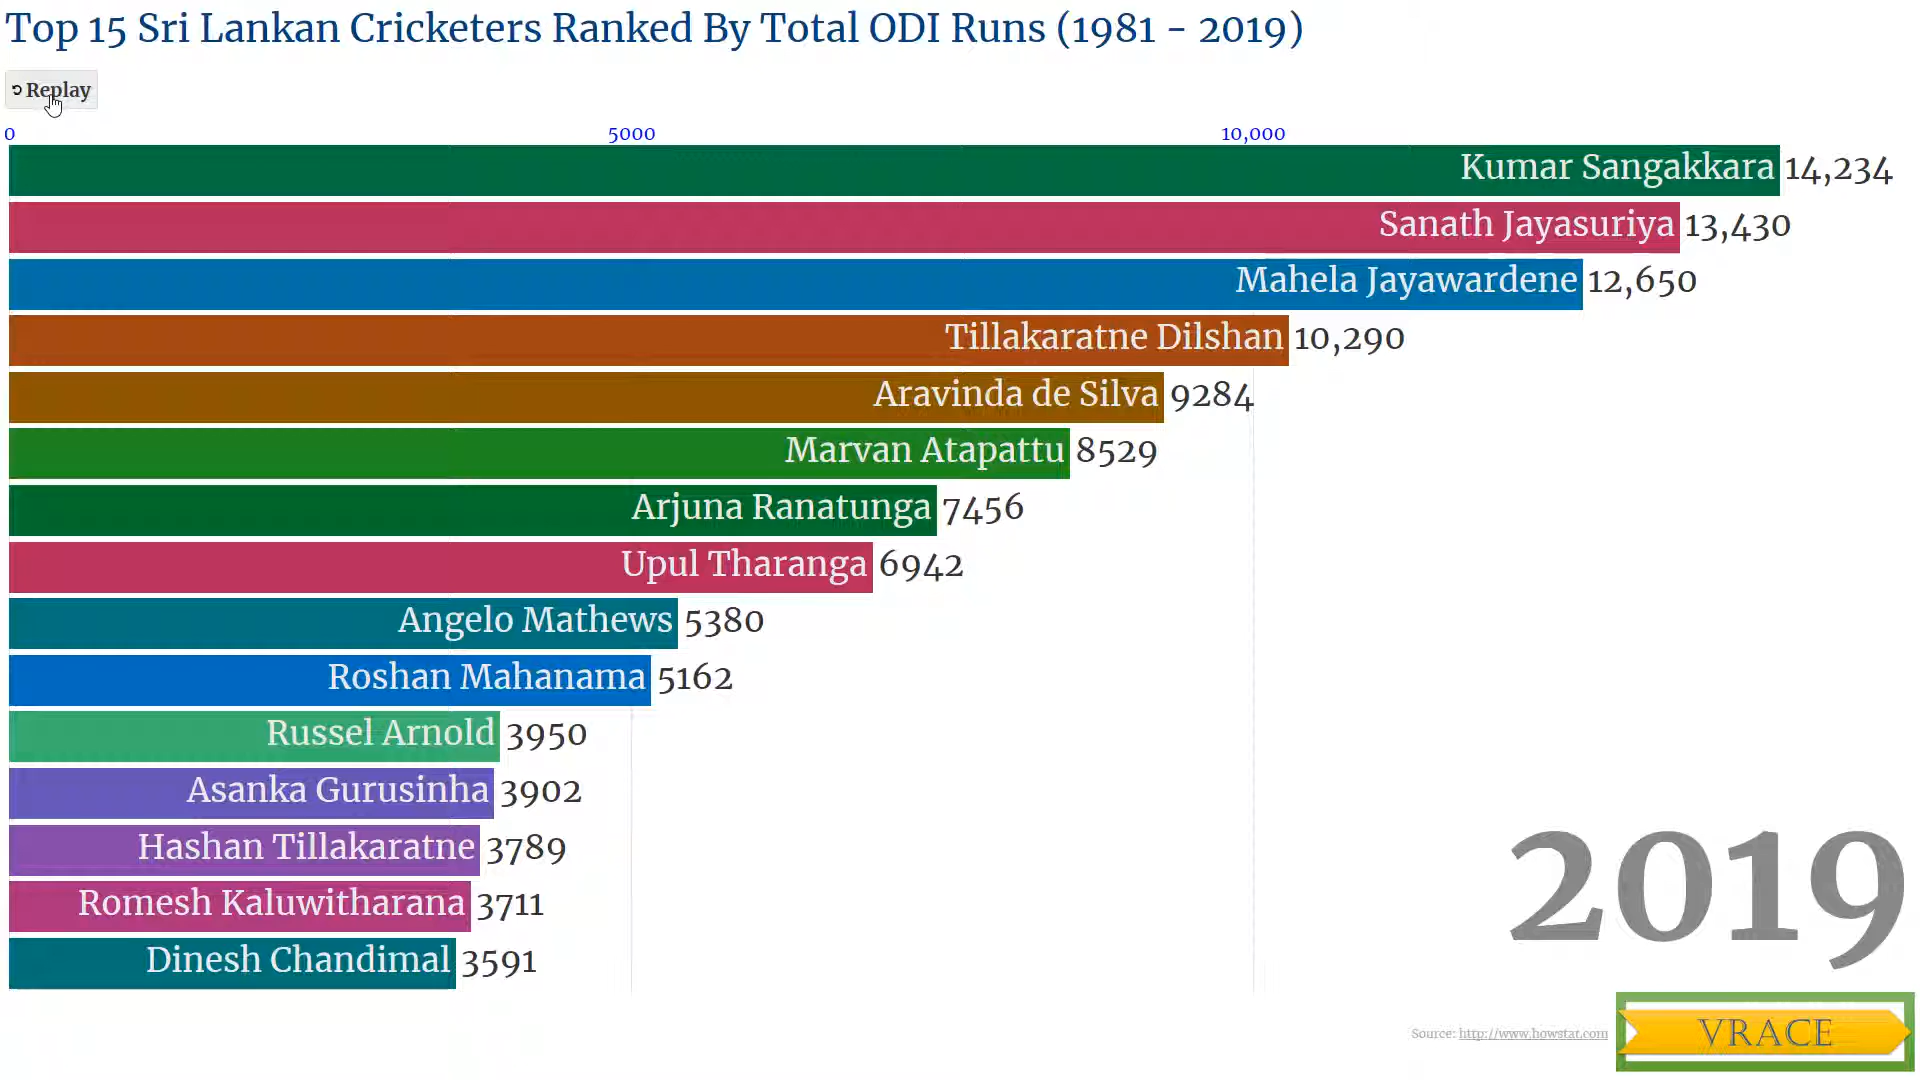 Top 15 Sri Lankan Cricketers Ranked By Total ODI Runs (1981 - 2019)
Replay
0 5000 10,000
Kumar Sangakkara 14,234
Sanath Jayasuriya 13,430
Mahela Jayawardene 12,650
Tillakaratne Dilshan 10,290
Aravinda de Silva 9284
Marvan Atapattu 8529
Arjuna Ranatunga 7456
Upul Tharanga 6942
Angelo Mathews 5380
Roshan Mahanama 5162
Russel Arnold 3950
Asanka Gurusinha 3902
Hashan Tillakaratne 3789
Romesh Kaluwitharana 3711
Dinesh Chandimal 3591
2019
Source: http://www.howstat.com
VRACE